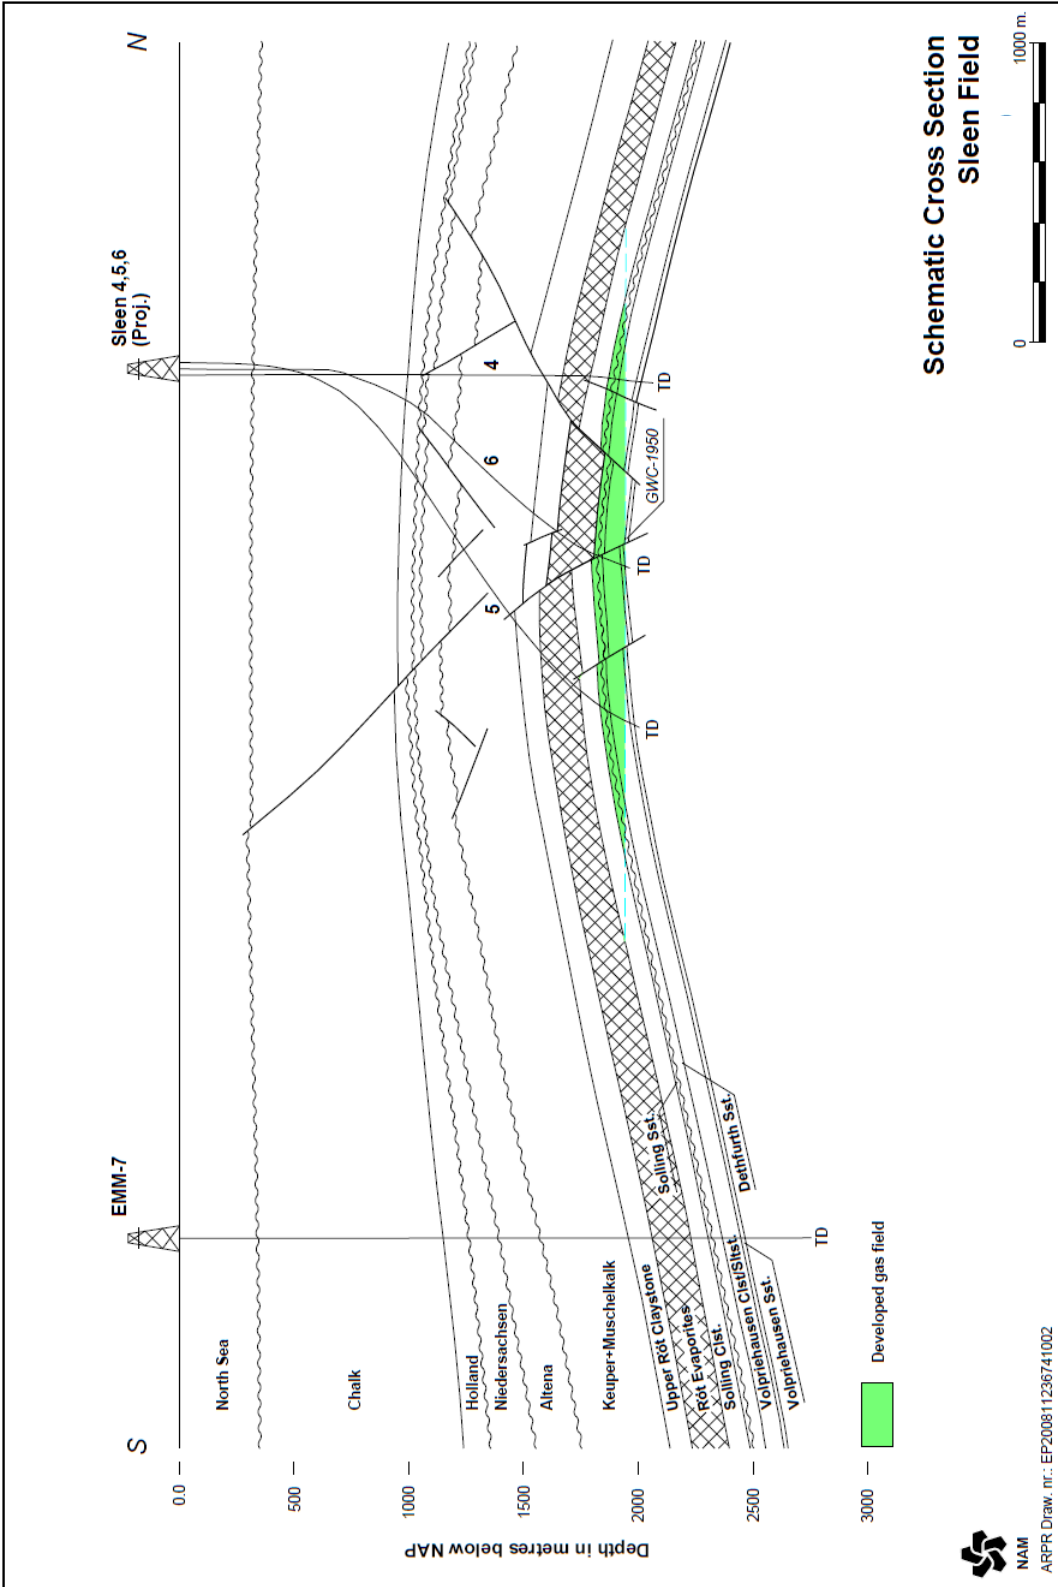 S
N
EMM-7
Sleen 4,5,6
(Proj.)
0.0
500
1000
1500
2000
2500
3000
Depth in metres below NAP
North Sea
Chalk
Holland
Niedersachsen
Altena
Keuper+Muschelkalk
Upper Röt Claystone
Röt Evaporites
Solling Clst.
Volpriehausen Clst/Sltst.
Volpriehausen Sst.
Solling Sst.
Dethfurth Sst.
4
6
5
GWC-1950
TD
TD
TD
TD
Developed gas field
Schematic Cross Section
Sleen Field
0
1000 m.
NAM
ARPR Draw. nr.: EP200811236741002